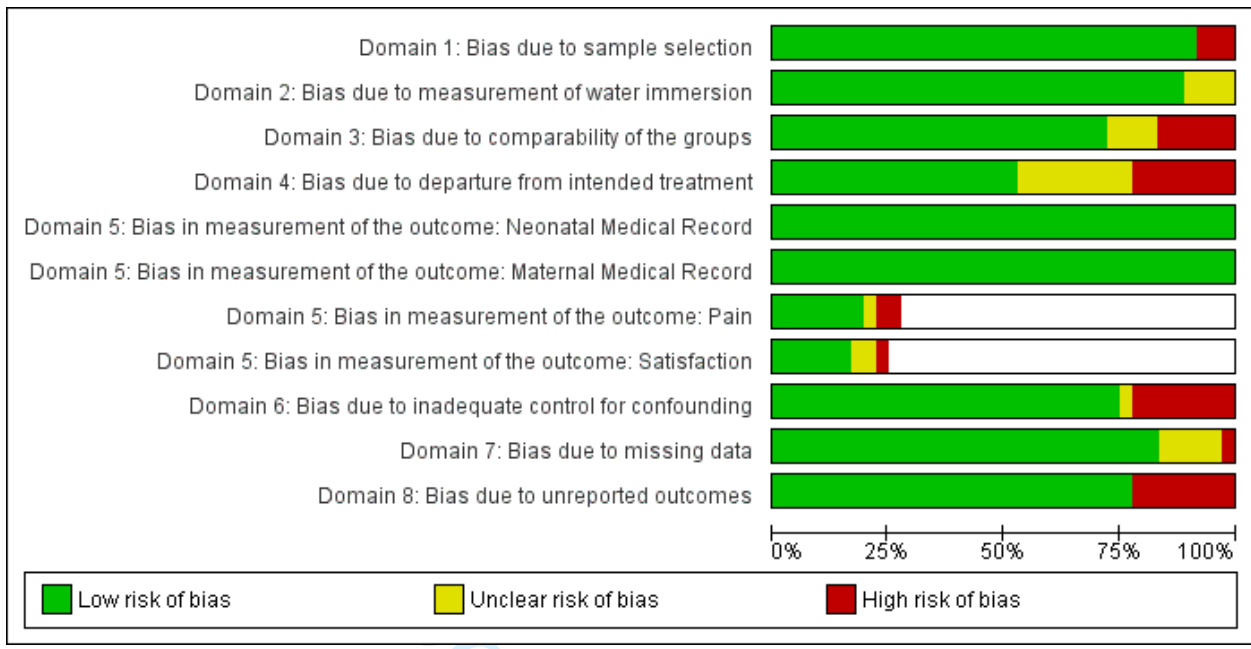 Domain 1: Bias due to sample selection
Domain 2: Bias due to measurement of water immersion
Domain 3: Bias due to comparability of the groups
Domain 4: Bias due to departure from intended treatment
Domain 5: Bias in measurement of the outcome: Neonatal Medical Record
Domain 5: Bias in measurement of the outcome: Maternal Medical Record
Domain 5: Bias in measurement of the outcome: Pain
Domain 5: Bias in measurement of the outcome: Satisfaction
Domain 6: Bias due to inadequate control for confounding
Domain 7: Bias due to missing data
Domain 8: Bias due to unreported outcomes
0% 25% 50% 75% 100%
Low risk of bias Unclear risk of bias High risk of bias